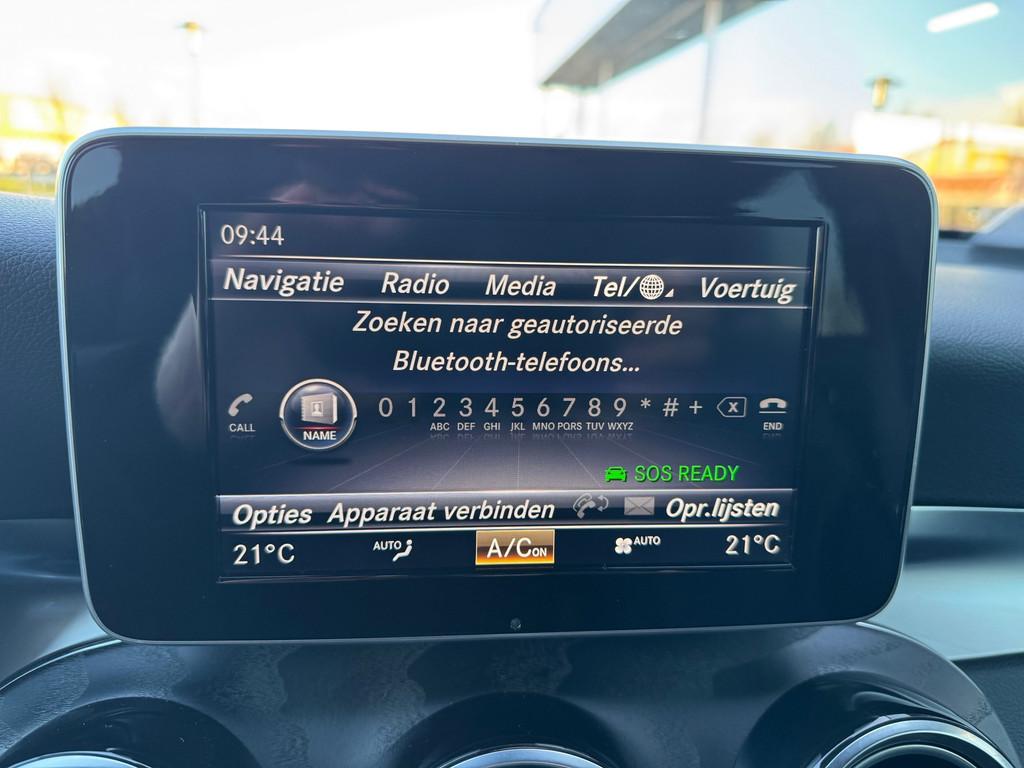 09:44
Navigatie Radio Media Tel/ Voertuig
Zoeken naar geautoriseerde
Bluetooth-telefoons...
0 1 2 3 4 5 6 7 8 9 * # +
CALL NAME ABC DEF GHI JKL MNO PQRS TUV WXYZ END
SOS READY
Opties Apparaat verbinden Opr.lijsten
21°C AUTO A/C ON AUTO 21°C